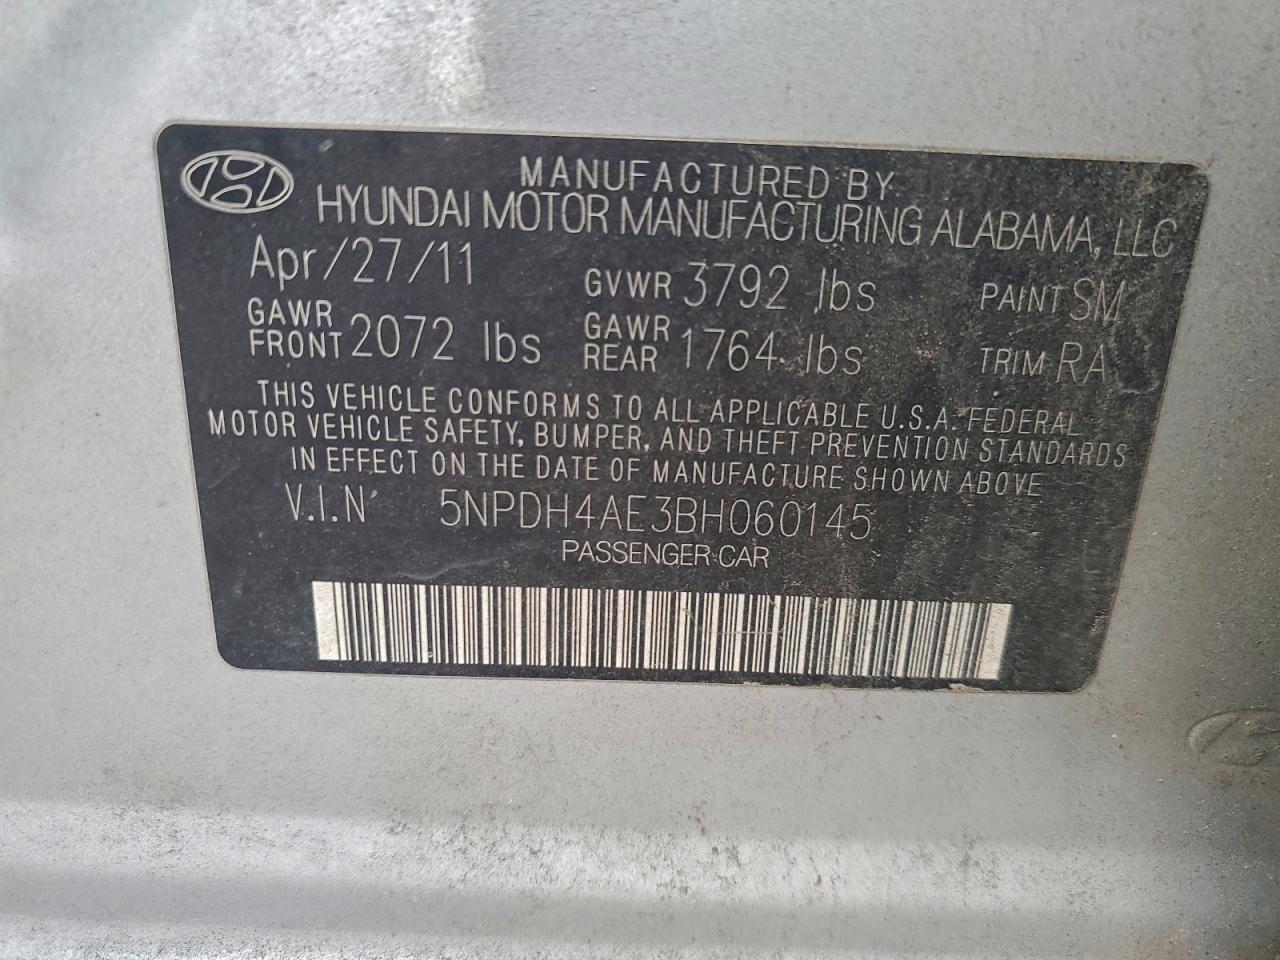 MANUFACTURED BY
HYUNDAI MOTOR MANUFACTURING ALABAMA, LLC
Apr/27/11 GVWR 3792 lbs PAINT SM
GAWR FRONT 2072 lbs GAWR REAR 1764 lbs TRIM RA
THIS VEHICLE CONFORMS TO ALL APPLICABLE U.S.A. FEDERAL
MOTOR VEHICLE SAFETY, BUMPER, AND THEFT PREVENTION STANDARDS
IN EFFECT ON THE DATE OF MANUFACTURE SHOWN ABOVE
V.I.N 5NPDH4AE3BH060145
PASSENGER CAR